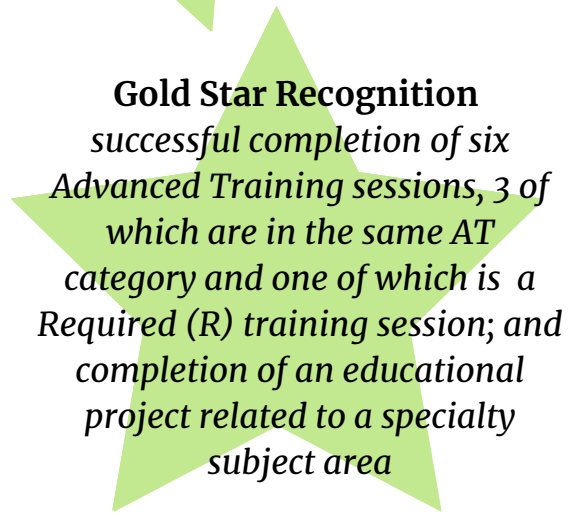 Gold Star Recognition
successful completion of six
Advanced Training sessions, 3 of
which are in the same AT
category and one of which is  a
Required (R) training session; and
completion of an educational
project related to a specialty
subject area